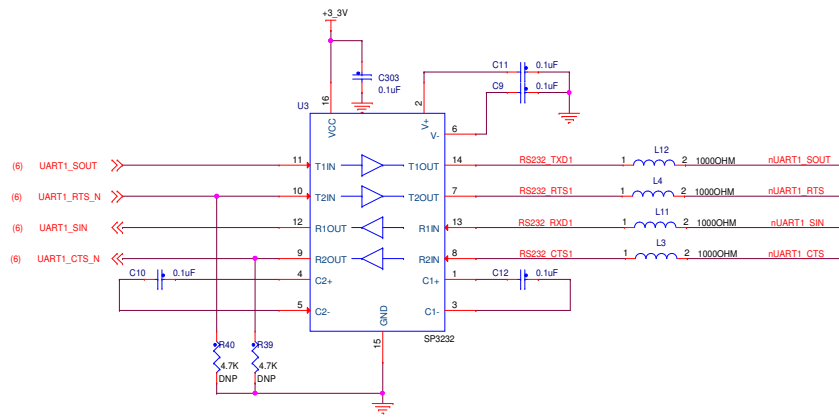 +3_3V
C11
0.1uF
C303
0.1uF
C9
0.1uF
U3
16
2
VCC
V+
V-
6
L12
(6) UART1_SOUT
11
T1IN
T1OUT
14
RS232_TXD1
1
2
1000OHM
nUART1_SOUT
L4
(6) UART1_RTS_N
10
T2IN
T2OUT
7
RS232_RTS1
1
2
1000OHM
nUART1_RTS
L11
(6) UART1_SIN
12
R1OUT
R1IN
13
RS232_RXD1
1
2
1000OHM
nUART1_SIN
L3
(6) UART1_CTS_N
9
R2OUT
R2IN
8
RS232_CTS1
1
2
1000OHM
nUART1_CTS
C10
0.1uF
4
C2+
C1+
1
C12
0.1uF
5
C2-
C1-
3
GND
15
SP3232
R40
4.7K
DNP
R39
4.7K
DNP